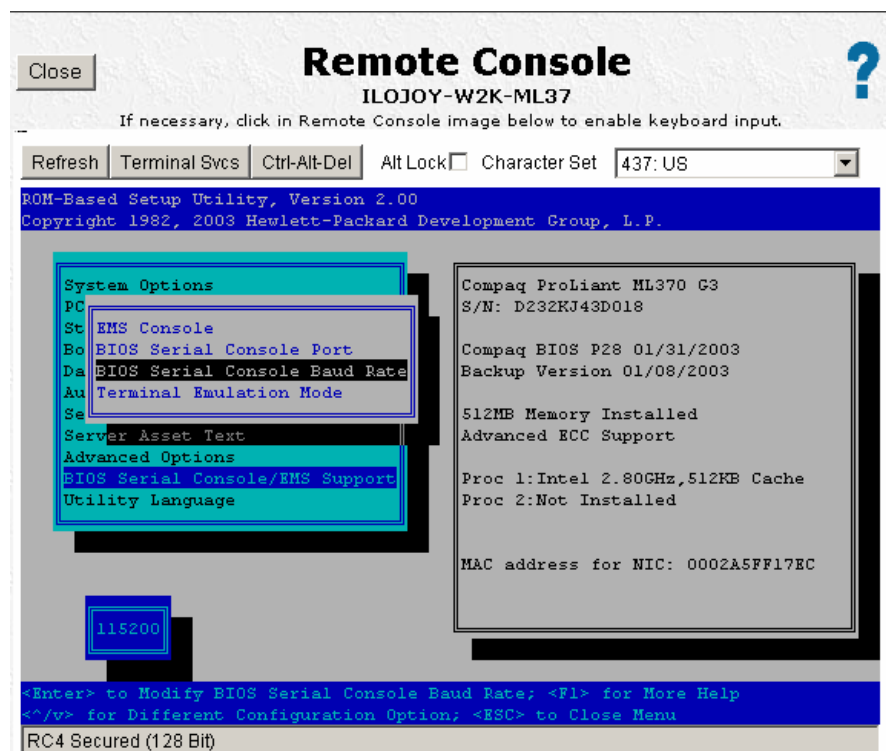 Close
Remote Console
?
ILOJOY-W2K-ML37
If necessary, click in Remote Console image below to enable keyboard input.
Refresh Terminal Svcs Ctrl-Alt-Del Alt Lock Character Set 437: US
ROM-Based Setup Utility, Version 2.00
Copyright 1982, 2003 Hewlett-Packard Development Group, L.P.
System Options
PC
St
Bo
Da
Au
Se
Server Asset Text
Advanced Options
BIOS Serial Console/EMS Support
Utility Language
EMS Console
BIOS Serial Console Port
BIOS Serial Console Baud Rate
Terminal Emulation Mode
115200
Compaq ProLiant ML370 G3
S/N: D232KJ43D018
Compaq BIOS P28 01/31/2003
Backup Version 01/08/2003
512MB Memory Installed
Advanced ECC Support
Proc 1:Intel 2.80GHz,512KB Cache
Proc 2:Not Installed
MAC address for NIC: 0002A5FF17EC
<Enter> to Modify BIOS Serial Console Baud Rate; <F1> for More Help
<^/v> for Different Configuration Option; <ESC> to Close Menu
RC4 Secured (128 Bit)